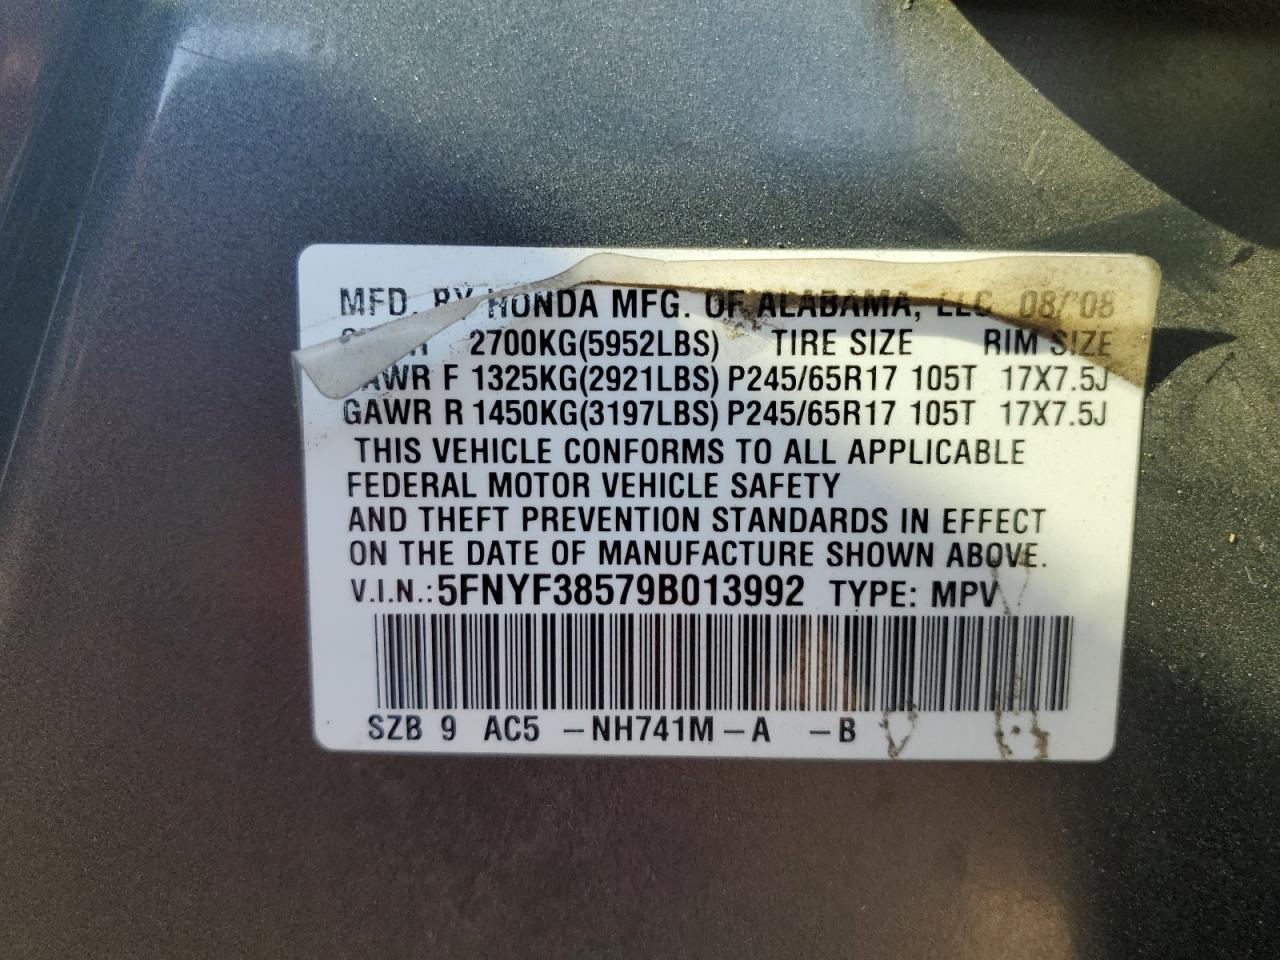 MFD. BY HONDA MFG. OF ALABAMA, LLC 08/'08
2700KG(5952LBS) TIRE SIZE RIM SIZE
GAWR F 1325KG(2921LBS) P245/65R17 105T 17X7.5J
GAWR R 1450KG(3197LBS) P245/65R17 105T 17X7.5J
THIS VEHICLE CONFORMS TO ALL APPLICABLE
FEDERAL MOTOR VEHICLE SAFETY
AND THEFT PREVENTION STANDARDS IN EFFECT
ON THE DATE OF MANUFACTURE SHOWN ABOVE.
V.I.N.: 5FNYF38579B013992 TYPE: MPV
SZB 9 AC5 –NH741M–A –B